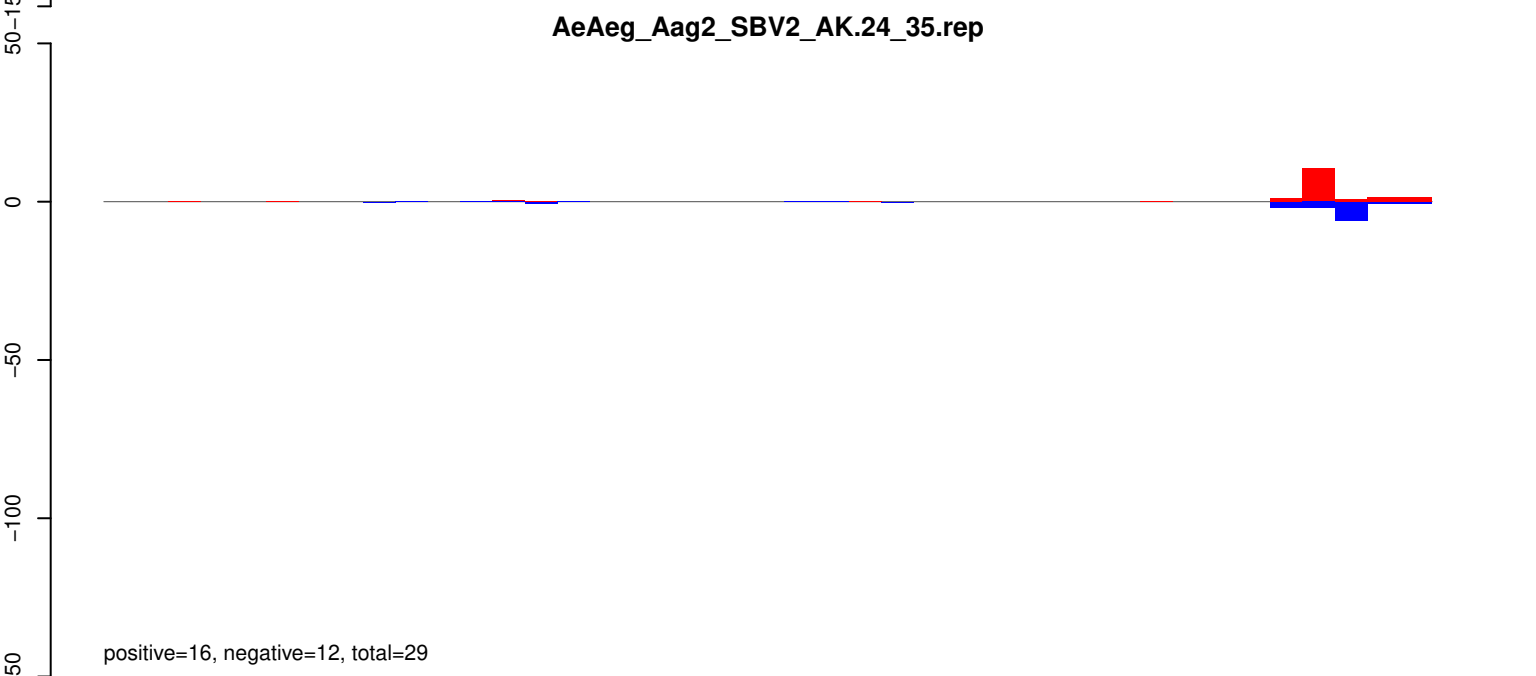 AeAeg_Aag2_SBV2_AK.24_35.rep
50
0
−50
−100
positive=16, negative=12, total=29